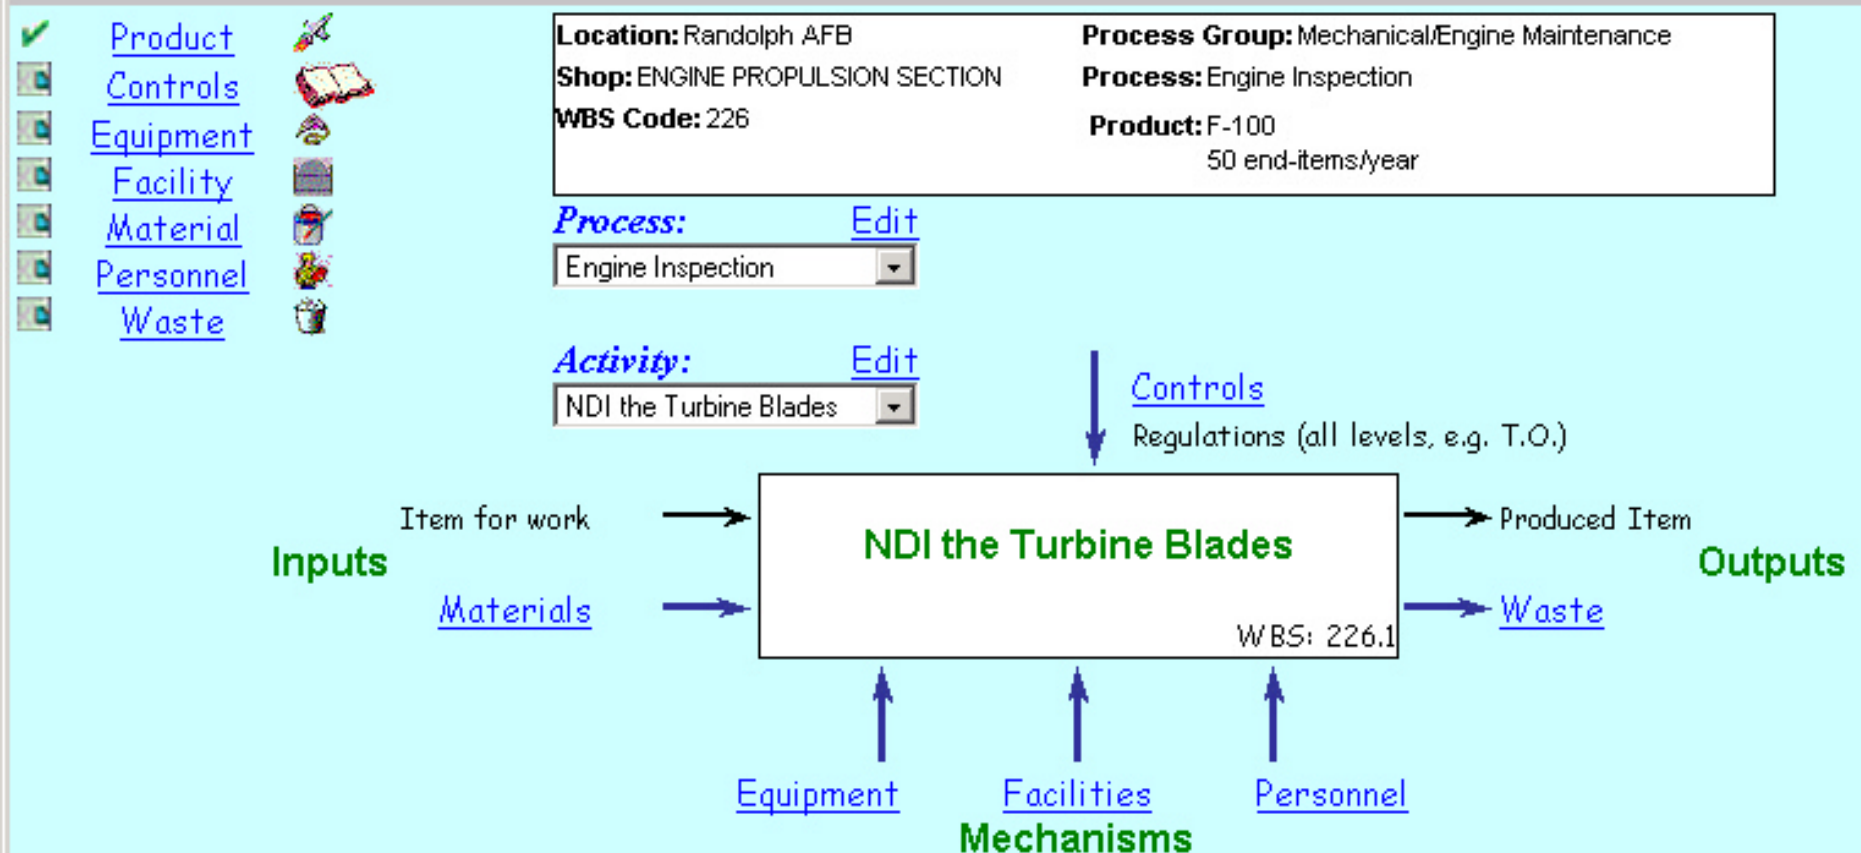 Product
Controls
Equipment
Facility
Material
Personnel
Waste
Location: Randolph AFB
Shop: ENGINE PROPULSION SECTION
WBS Code: 226
Process Group: Mechanical/Engine Maintenance
Process: Engine Inspection
Product: F-100
50 end-items/year
Process: Edit
Engine Inspection
Activity: Edit
NDI the Turbine Blades
Controls
Regulations (all levels, e.g. T.O.)
Item for work
Inputs
Materials
NDI the Turbine Blades
WBS: 226.1
Produced Item
Outputs
Waste
Equipment Facilities Personnel
Mechanisms